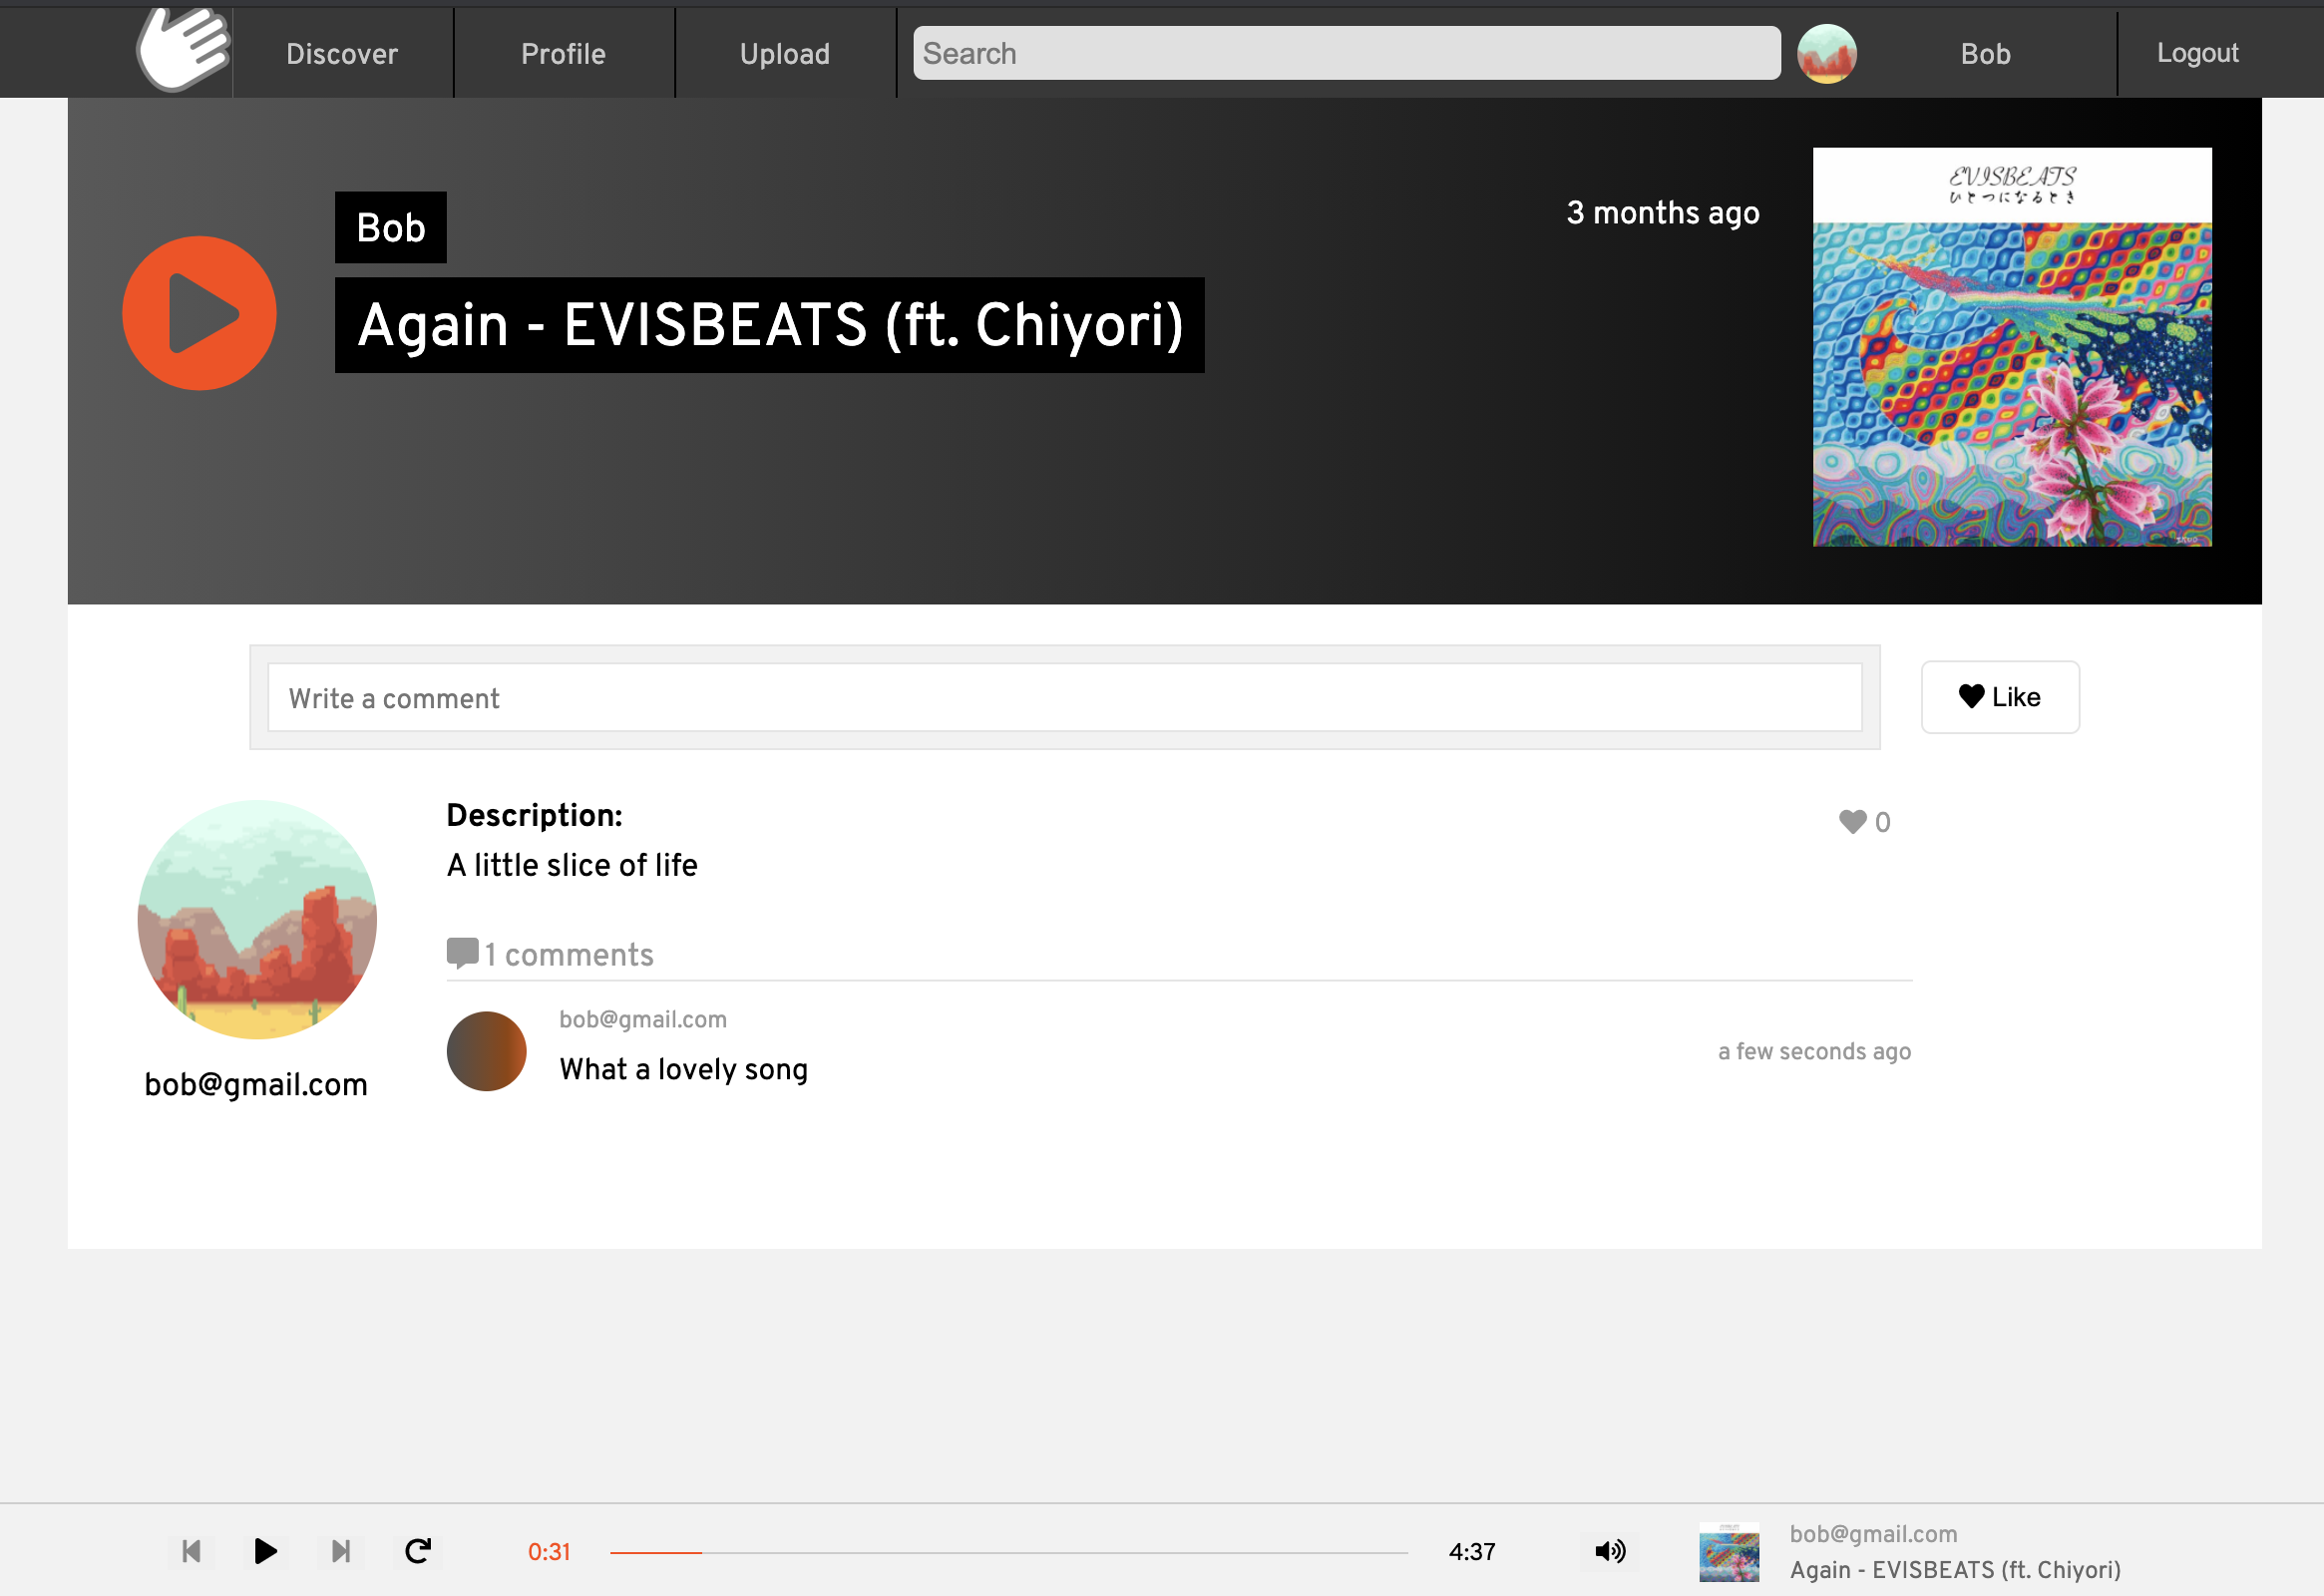 Discover
Profile
Upload
Search
Bob
Logout
Bob
Again - EVISBEATS (ft. Chiyori)
3 months ago
EVISBEATS
ひとつになるとき
Write a comment
Like
Description:
A little slice of life
0
1 comments
bob@gmail.com
What a lovely song
a few seconds ago
bob@gmail.com
0:31
4:37
bob@gmail.com
Again - EVISBEATS (ft. Chiyori)